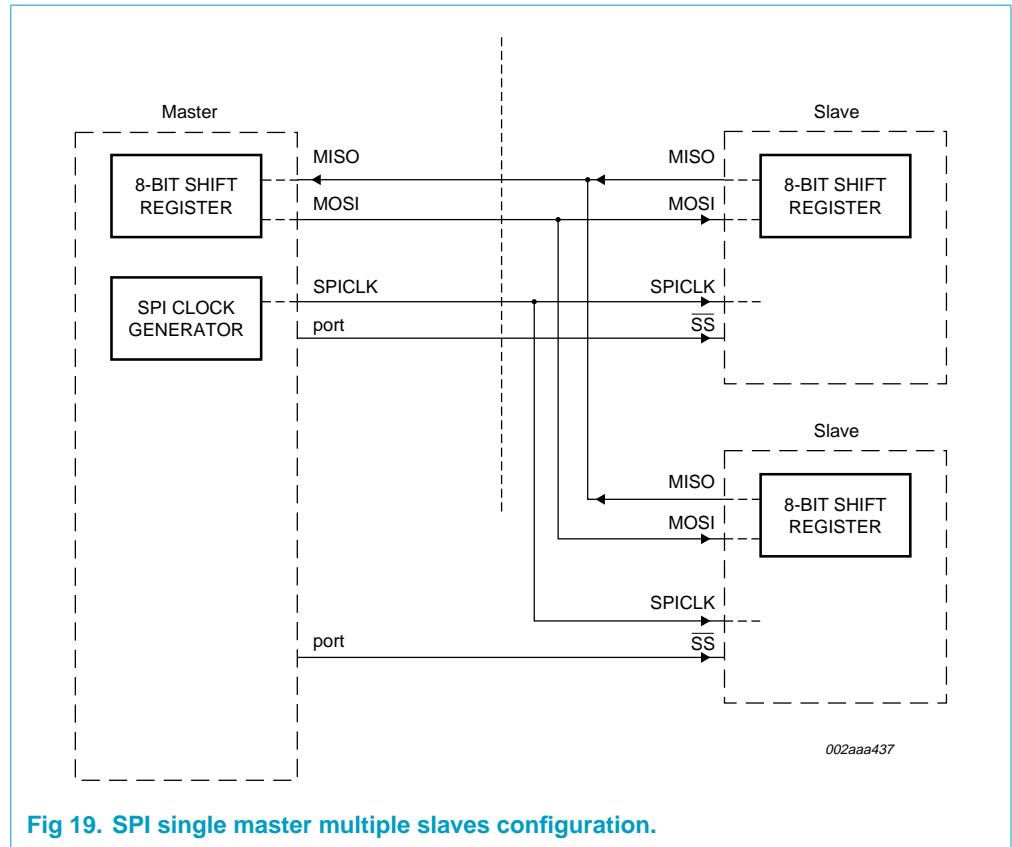 Master
Slave
MISO
MISO
8-BIT SHIFT
REGISTER
8-BIT SHIFT
REGISTER
MOSI
MOSI
SPICLK
SPICLK
SPI CLOCK
GENERATOR
port
S̅S̅
Slave
MISO
8-BIT SHIFT
REGISTER
MOSI
SPICLK
port
S̅S̅
002aaa437
Fig 19. SPI single master multiple slaves configuration.